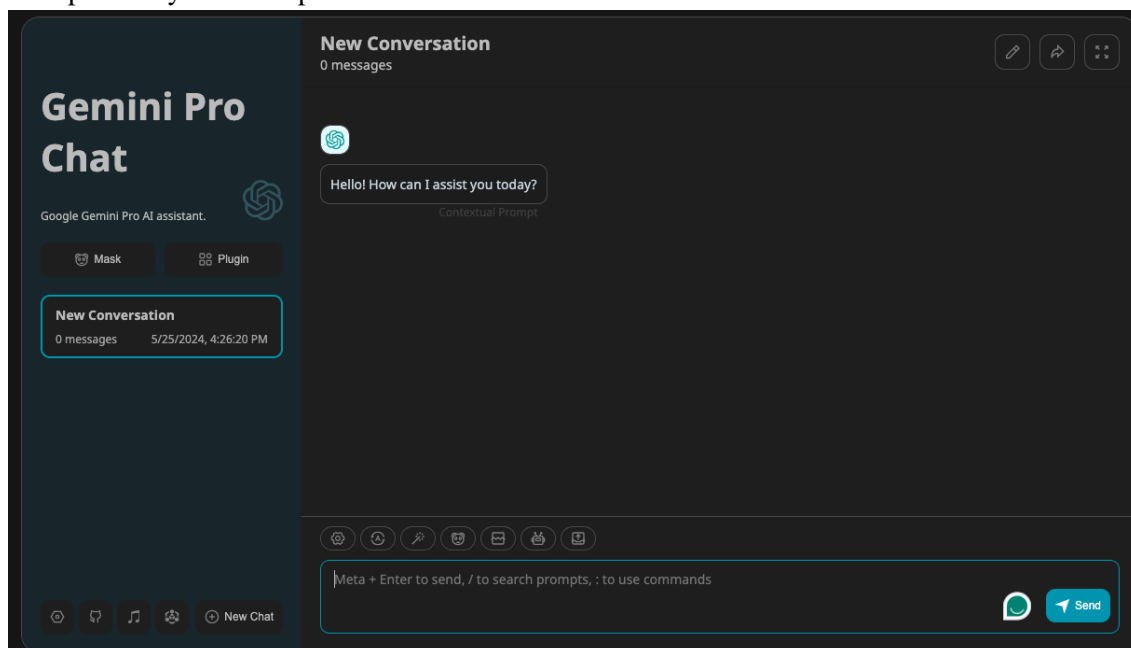 Gemini Pro
Chat
Google Gemini Pro AI assistant.
Mask
Plugin
New Conversation
0 messages 5/25/2024, 4:26:20 PM
New Chat
New Conversation
0 messages
Hello! How can I assist you today?
Contextual Prompt
Meta + Enter to send, / to search prompts, : to use commands
Send